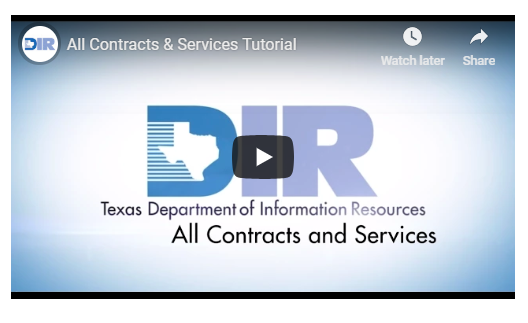 DIR All Contracts & Services Tutorial
Watch later Share
DIR
Texas Department of Information Resources
All Contracts and Services